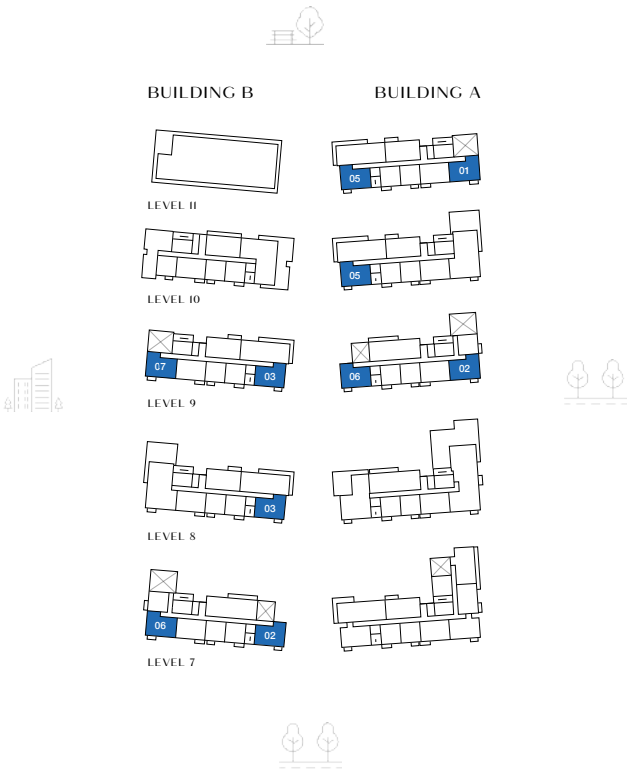 BUILDING B
BUILDING A
05
01
LEVEL 11
05
LEVEL 10
07
03
06
02
LEVEL 9
03
LEVEL 8
06
02
LEVEL 7